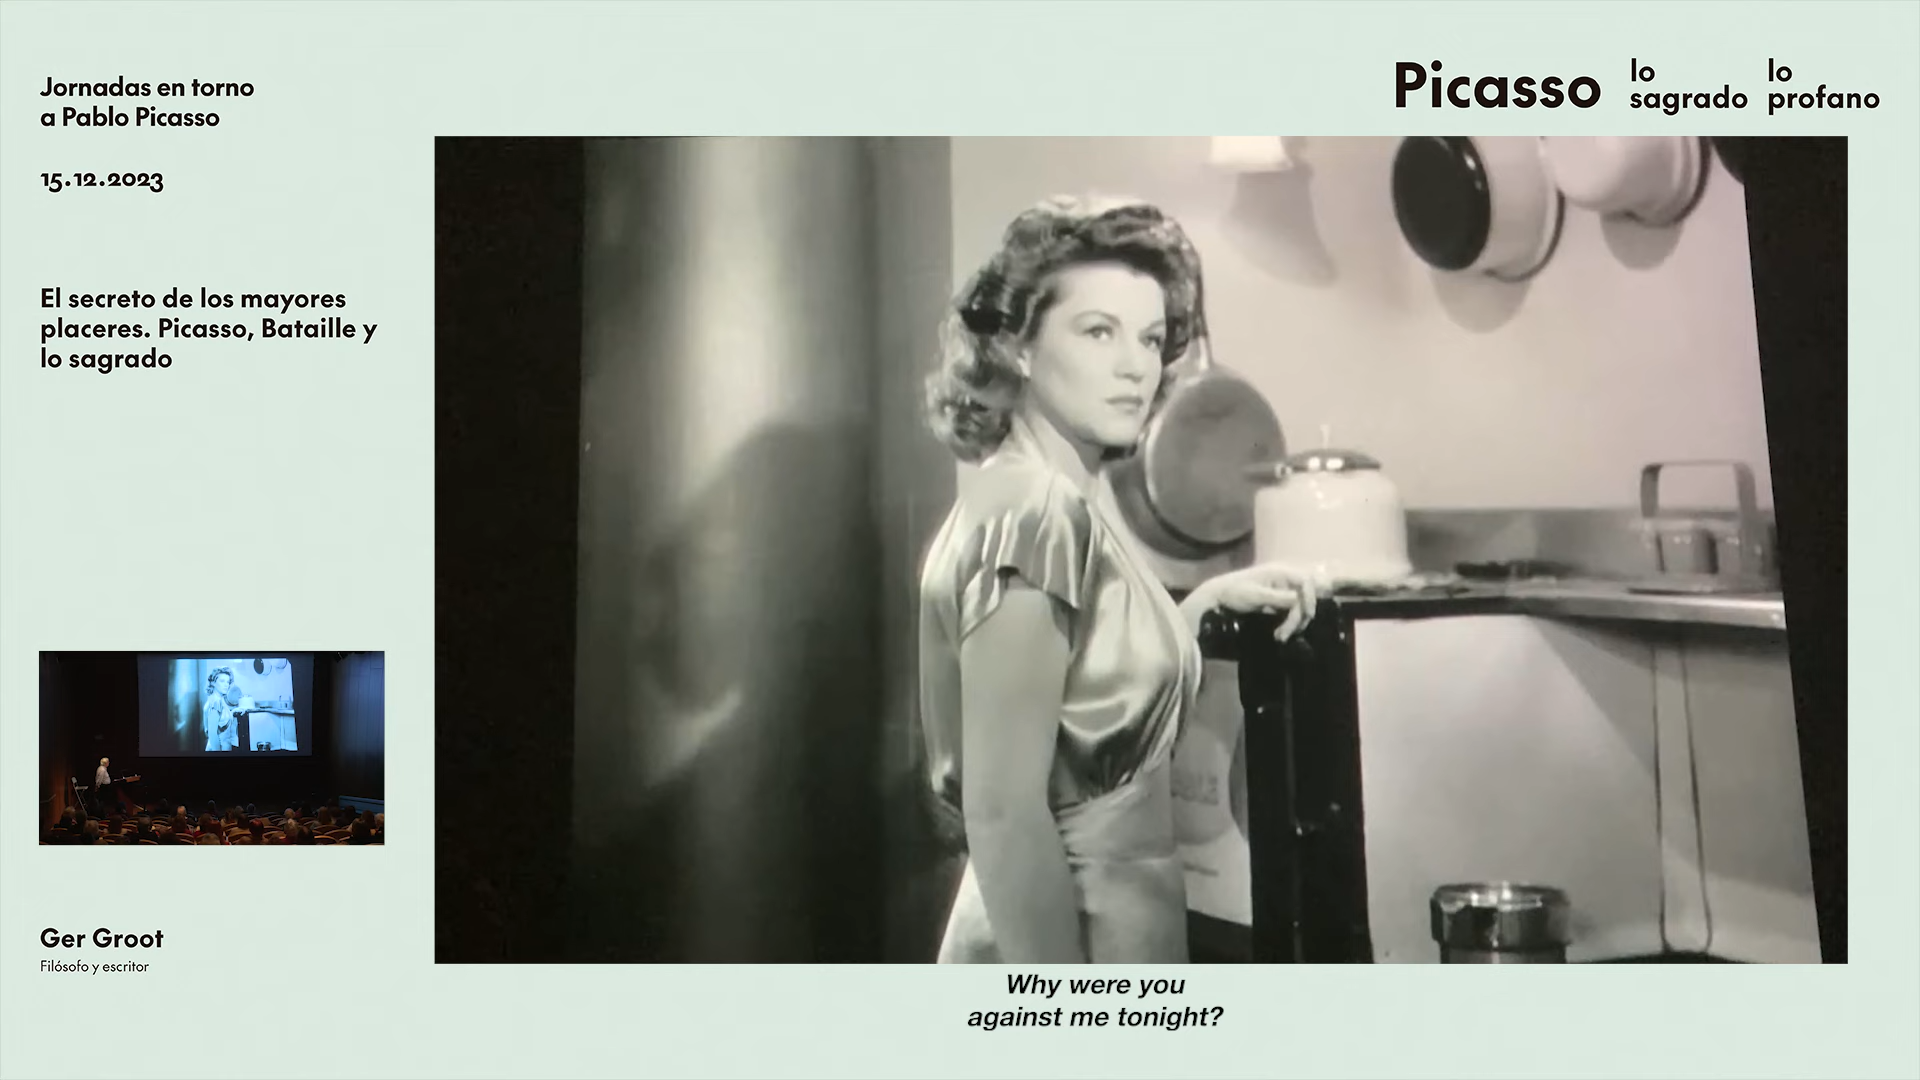 Jornadas en torno
a Pablo Picasso
15.12.2023
El secreto de los mayores
placeres. Picasso, Bataille y
lo sagrado
Ger Groot
Filósofo y escritor
Picasso
lo
sagrado
lo
profano
Why were you
against me tonight?